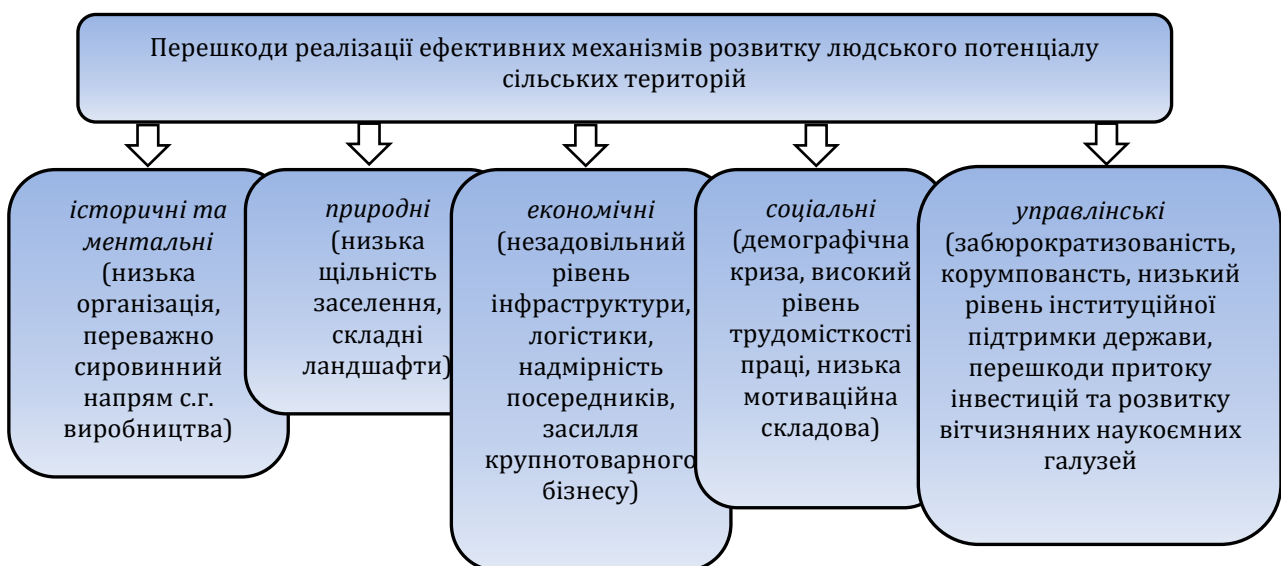 Перешкоди реалізації ефективних механізмів розвитку людського потенціалу
сільських територій
історичні та
ментальні
(низька
організація,
переважно
сировинний
напрям с.г.
виробництва)
природні
(низька
щільність
заселення,
складні
ландшафти)
економічні
(незадовільний
рівень
інфраструктури,
логістики,
надмірність
посередників,
засилля
крупнотоварного
бізнесу)
соціальні
(демографічна
криза, високий
рівень
трудомісткості
праці, низька
мотиваційна
складова)
управлінські
(забюрократизованість,
корумповансть, низький
рівень інституційної
підтримки держави,
перешкоди притоку
інвестицій та розвитку
вітчизняних наукоємних
галузей